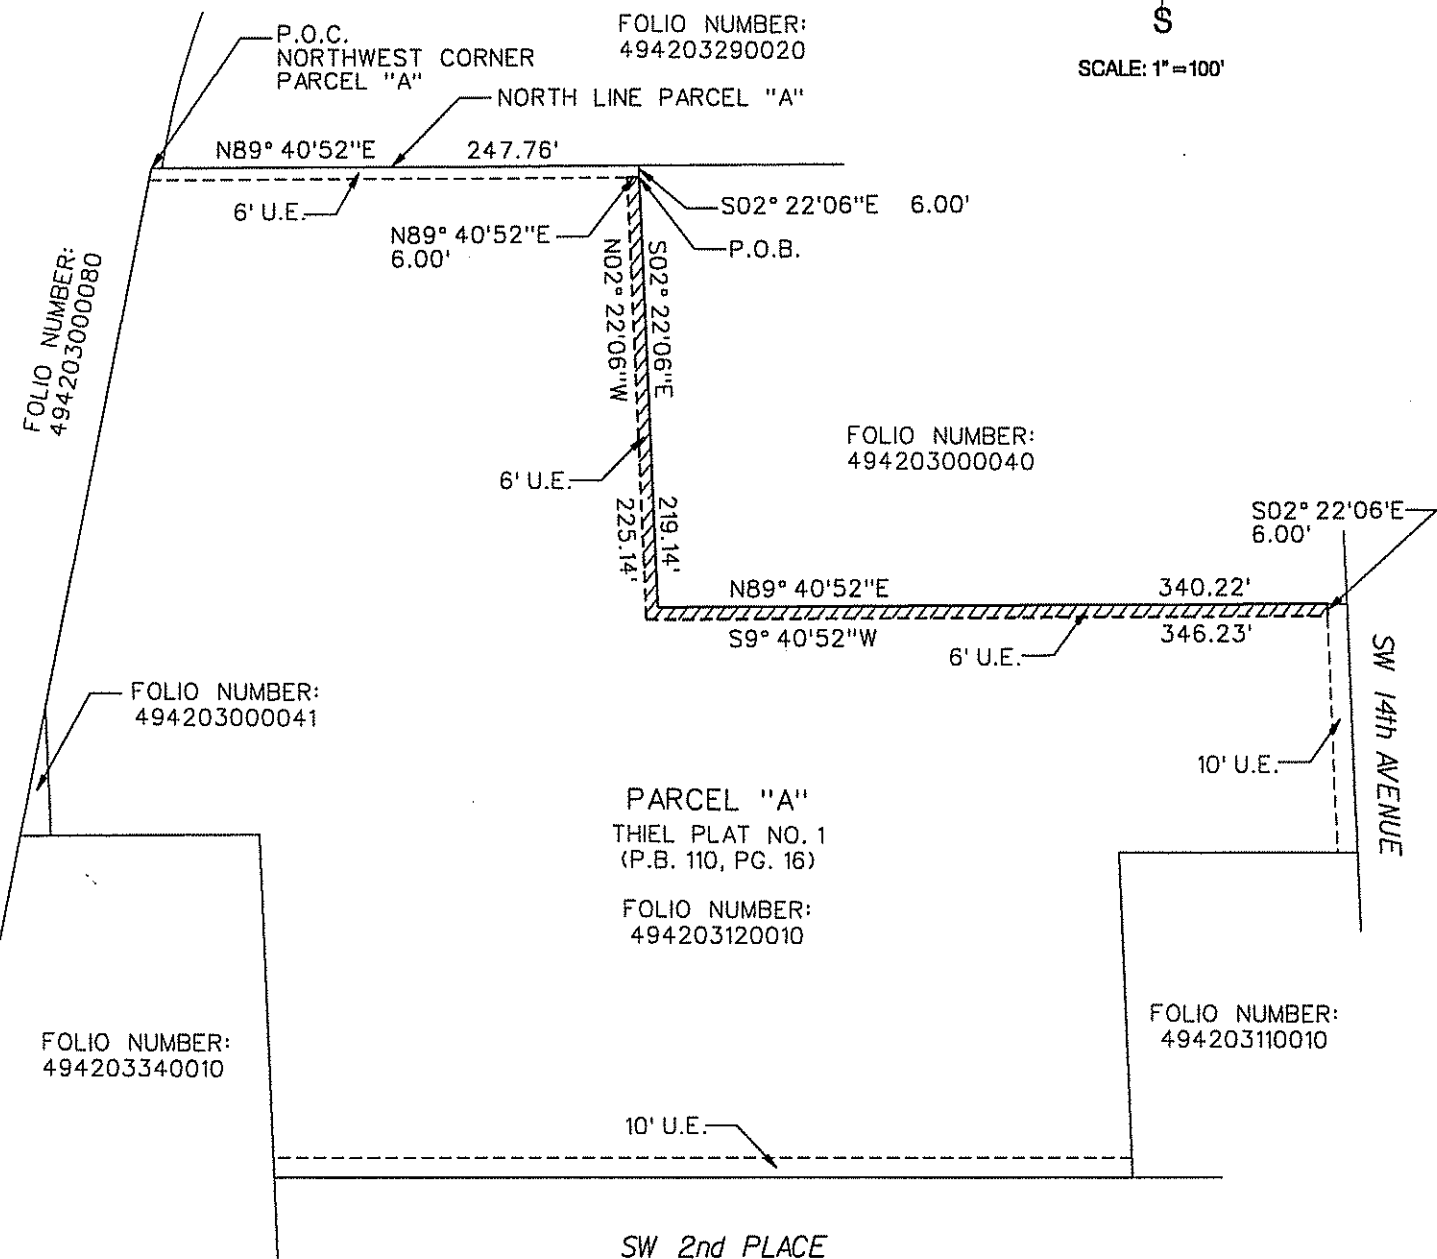 S
SCALE: 1"=100'
FOLIO NUMBER:
494203290020
P.O.C.
NORTHWEST CORNER
PARCEL "A"
NORTH LINE PARCEL "A"
N89° 40'52"E 247.76'
6' U.E.
S02° 22'06"E 6.00'
N89° 40'52"E
6.00'
P.O.B.
FOLIO NUMBER:
494203000080
N02° 22'06"W
S02° 22'06"E
FOLIO NUMBER:
494203000040
6' U.E.
225.14'
219.14'
S02° 22'06'E
6.00'
N89° 40'52"E 340.22'
S9° 40'52"W 346.23'
6' U.E.
SW 14th AVENUE
FOLIO NUMBER:
494203000041
10' U.E.
PARCEL "A"
THIEL PLAT NO. 1
(P.B. 110, PG. 16)
FOLIO NUMBER:
494203120010
FOLIO NUMBER:
494203340010
FOLIO NUMBER:
494203110010
10' U.E.
SW 2nd PLACE